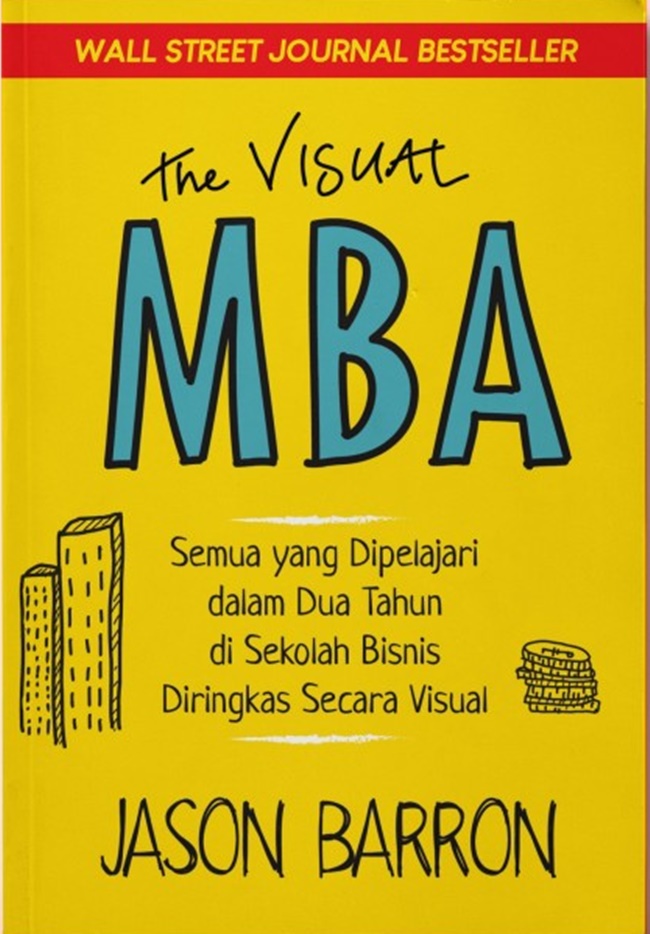 WALL STREET JOURNAL BESTSELLER
the VISUAL
MBA
Semua yang Dipelajari
dalam Dua Tahun
di Sekolah Bisnis
Diringkas Secara Visual
JASON BARRON